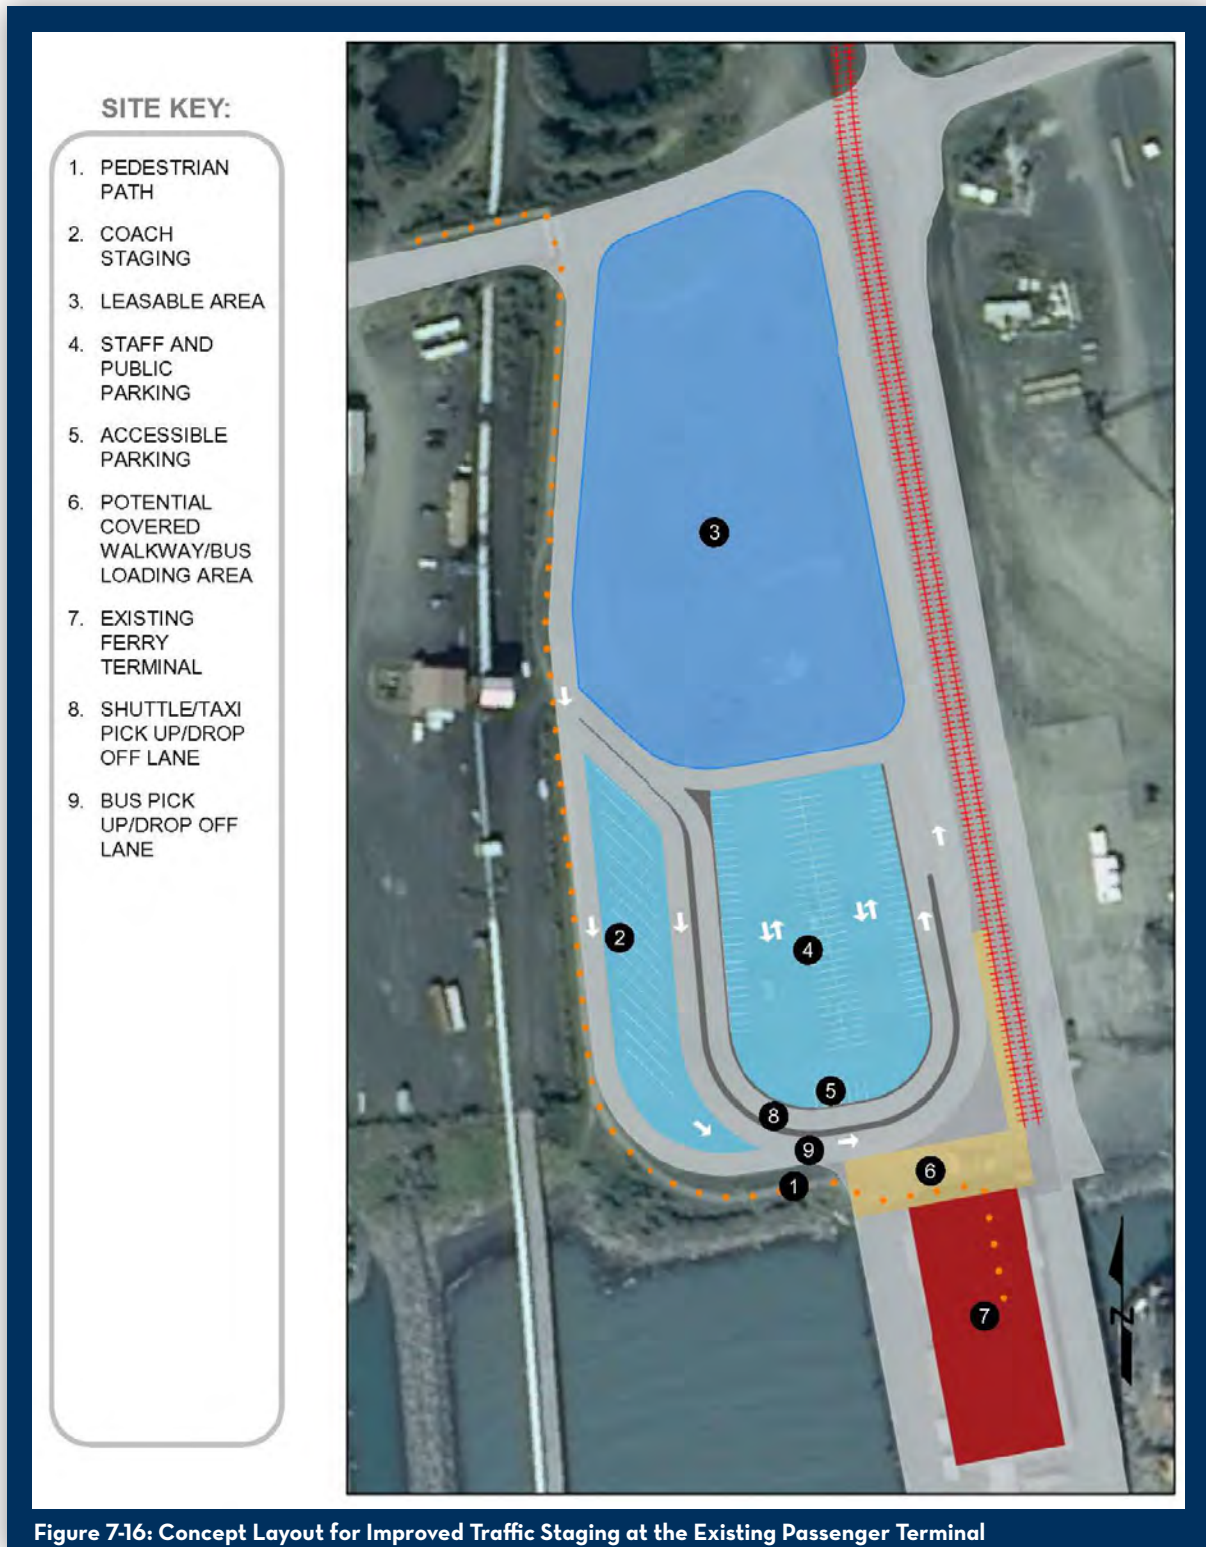 SITE KEY:
1. PEDESTRIAN
PATH
2. COACH
STAGING
3. LEASABLE AREA
4. STAFF AND
PUBLIC
PARKING
5. ACCESSIBLE
PARKING
6. POTENTIAL
COVERED
WALKWAY/BUS
LOADING AREA
7. EXISTING
FERRY
TERMINAL
8. SHUTTLE/TAXI
PICK UP/DROP
OFF LANE
9. BUS PICK
UP/DROP OFF
LANE
3
2
4
5
8
9
6
1
7
N
Figure 7-16: Concept Layout for Improved Traffic Staging at the Existing Passenger Terminal